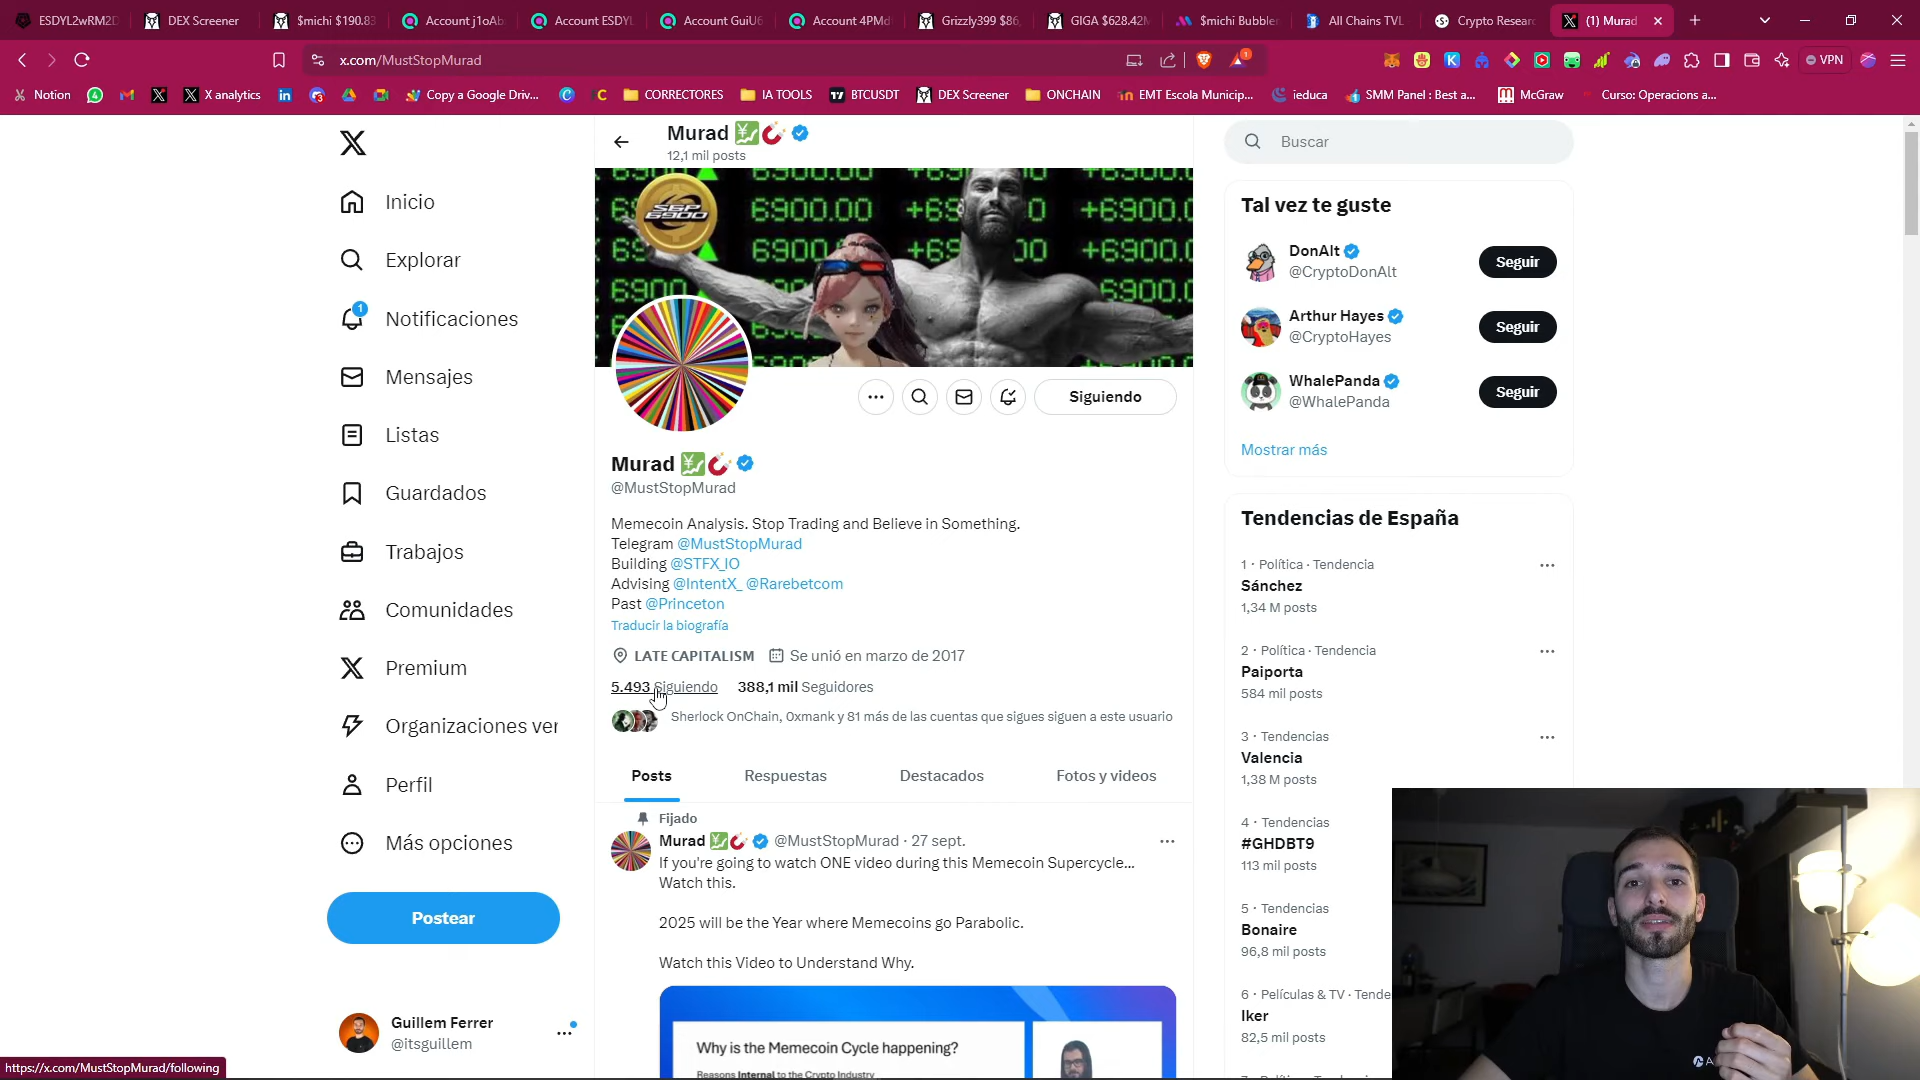 ESDYL2wRM2D
DEX Screener
$michi $190.83
Account j1oAb
Account ESDYL
Account GuiU6
Account 4PMd
Grizzly399 $86,
GIGA $628.42M
$michi Bubblem
All Chains TVL
Crypto Researc
(1) Murad
x.com/MustStopMurad
VPN
Notion
X analytics
Copy a Google Driv...
CORRECTORES
IA TOOLS
BTCUSDT
DEX Screener
ONCHAIN
EMT Escola Municip...
ieduca
SMM Panel : Best a...
McGraw
Curso: Operacions a...
Inicio
Explorar
1
Notificaciones
Mensajes
Listas
Guardados
Trabajos
Comunidades
Premium
Organizaciones ver
Perfil
Más opciones
Postear
Guillem Ferrer
@itsguillem
https://x.com/MustStopMurad/following
Murad
12,1 mil posts
Siguiendo
Murad
@MustStopMurad
Memecoin Analysis. Stop Trading and Believe in Something.
Telegram @MustStopMurad
Building @STFX_IO
Advising @IntentX_ @Rarebetcom
Past @Princeton
Traducir la biografía
LATE CAPITALISM Se unió en marzo de 2017
5.493 Siguiendo 388,1 mil Seguidores
Sherlock OnChain, 0xmank y 81 más de las cuentas que sigues siguen a este usuario
Posts
Respuestas
Destacados
Fotos y videos
Fijado
Murad @MustStopMurad · 27 sept.
If you're going to watch ONE video during this Memecoin Supercycle...
Watch this.
2025 will be the Year where Memecoins go Parabolic.
Watch this Video to Understand Why.
Why is the Memecoin Cycle happening?
Reasons Internal to the Crypto Industry
Buscar
Tal vez te guste
DonAlt
@CryptoDonAlt
Seguir
Arthur Hayes
@CryptoHayes
Seguir
WhalePanda
@WhalePanda
Seguir
Mostrar más
Tendencias de España
1 · Política · Tendencia
Sánchez
1,34 M posts
2 · Política · Tendencia
Paiporta
584 mil posts
3 · Tendencias
Valencia
1,38 M posts
4 · Tendencias
#GHDBT9
113 mil posts
5 · Tendencias
Bonaire
96,8 mil posts
6 · Películas & TV · Tende
Iker
82,5 mil posts